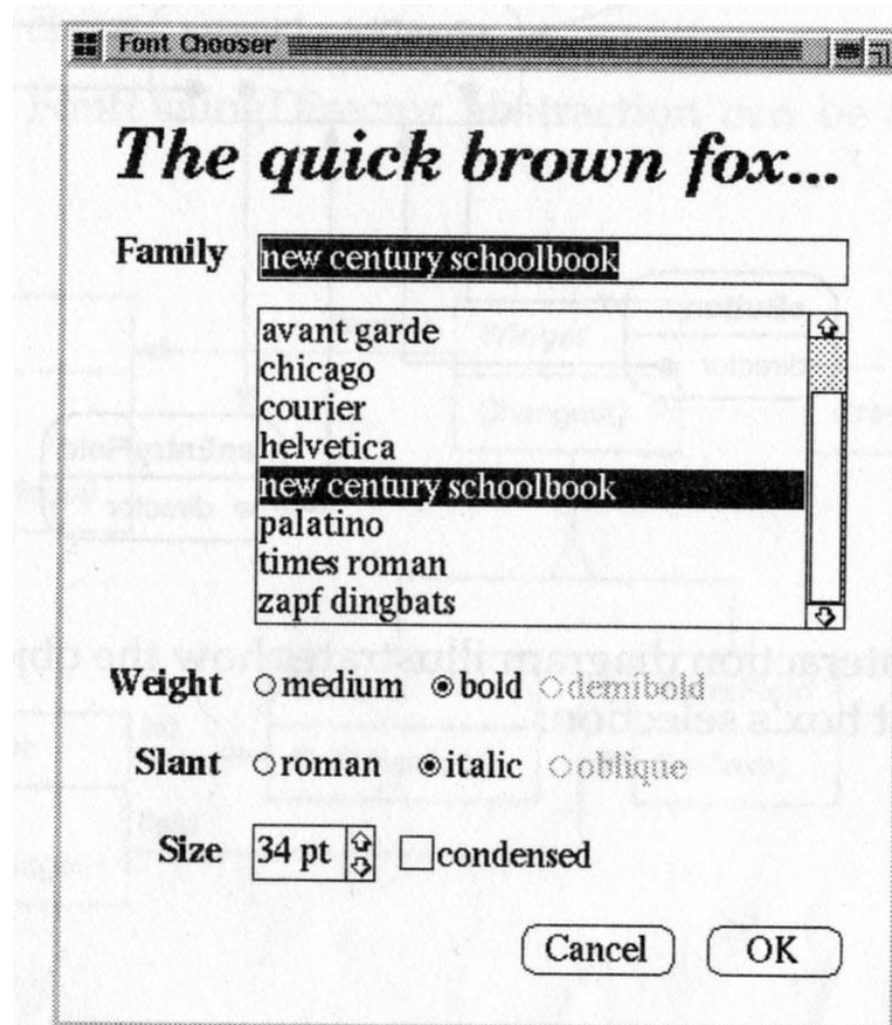 Font Chooser
The quick brown fox...
Family new century schoolbook
avant garde
chicago
courier
helvetica
new century schoolbook
palatino
times roman
zapf dingbats
Weight medium bold demibold
Slant roman italic oblique
Size 34 pt condensed
Cancel OK